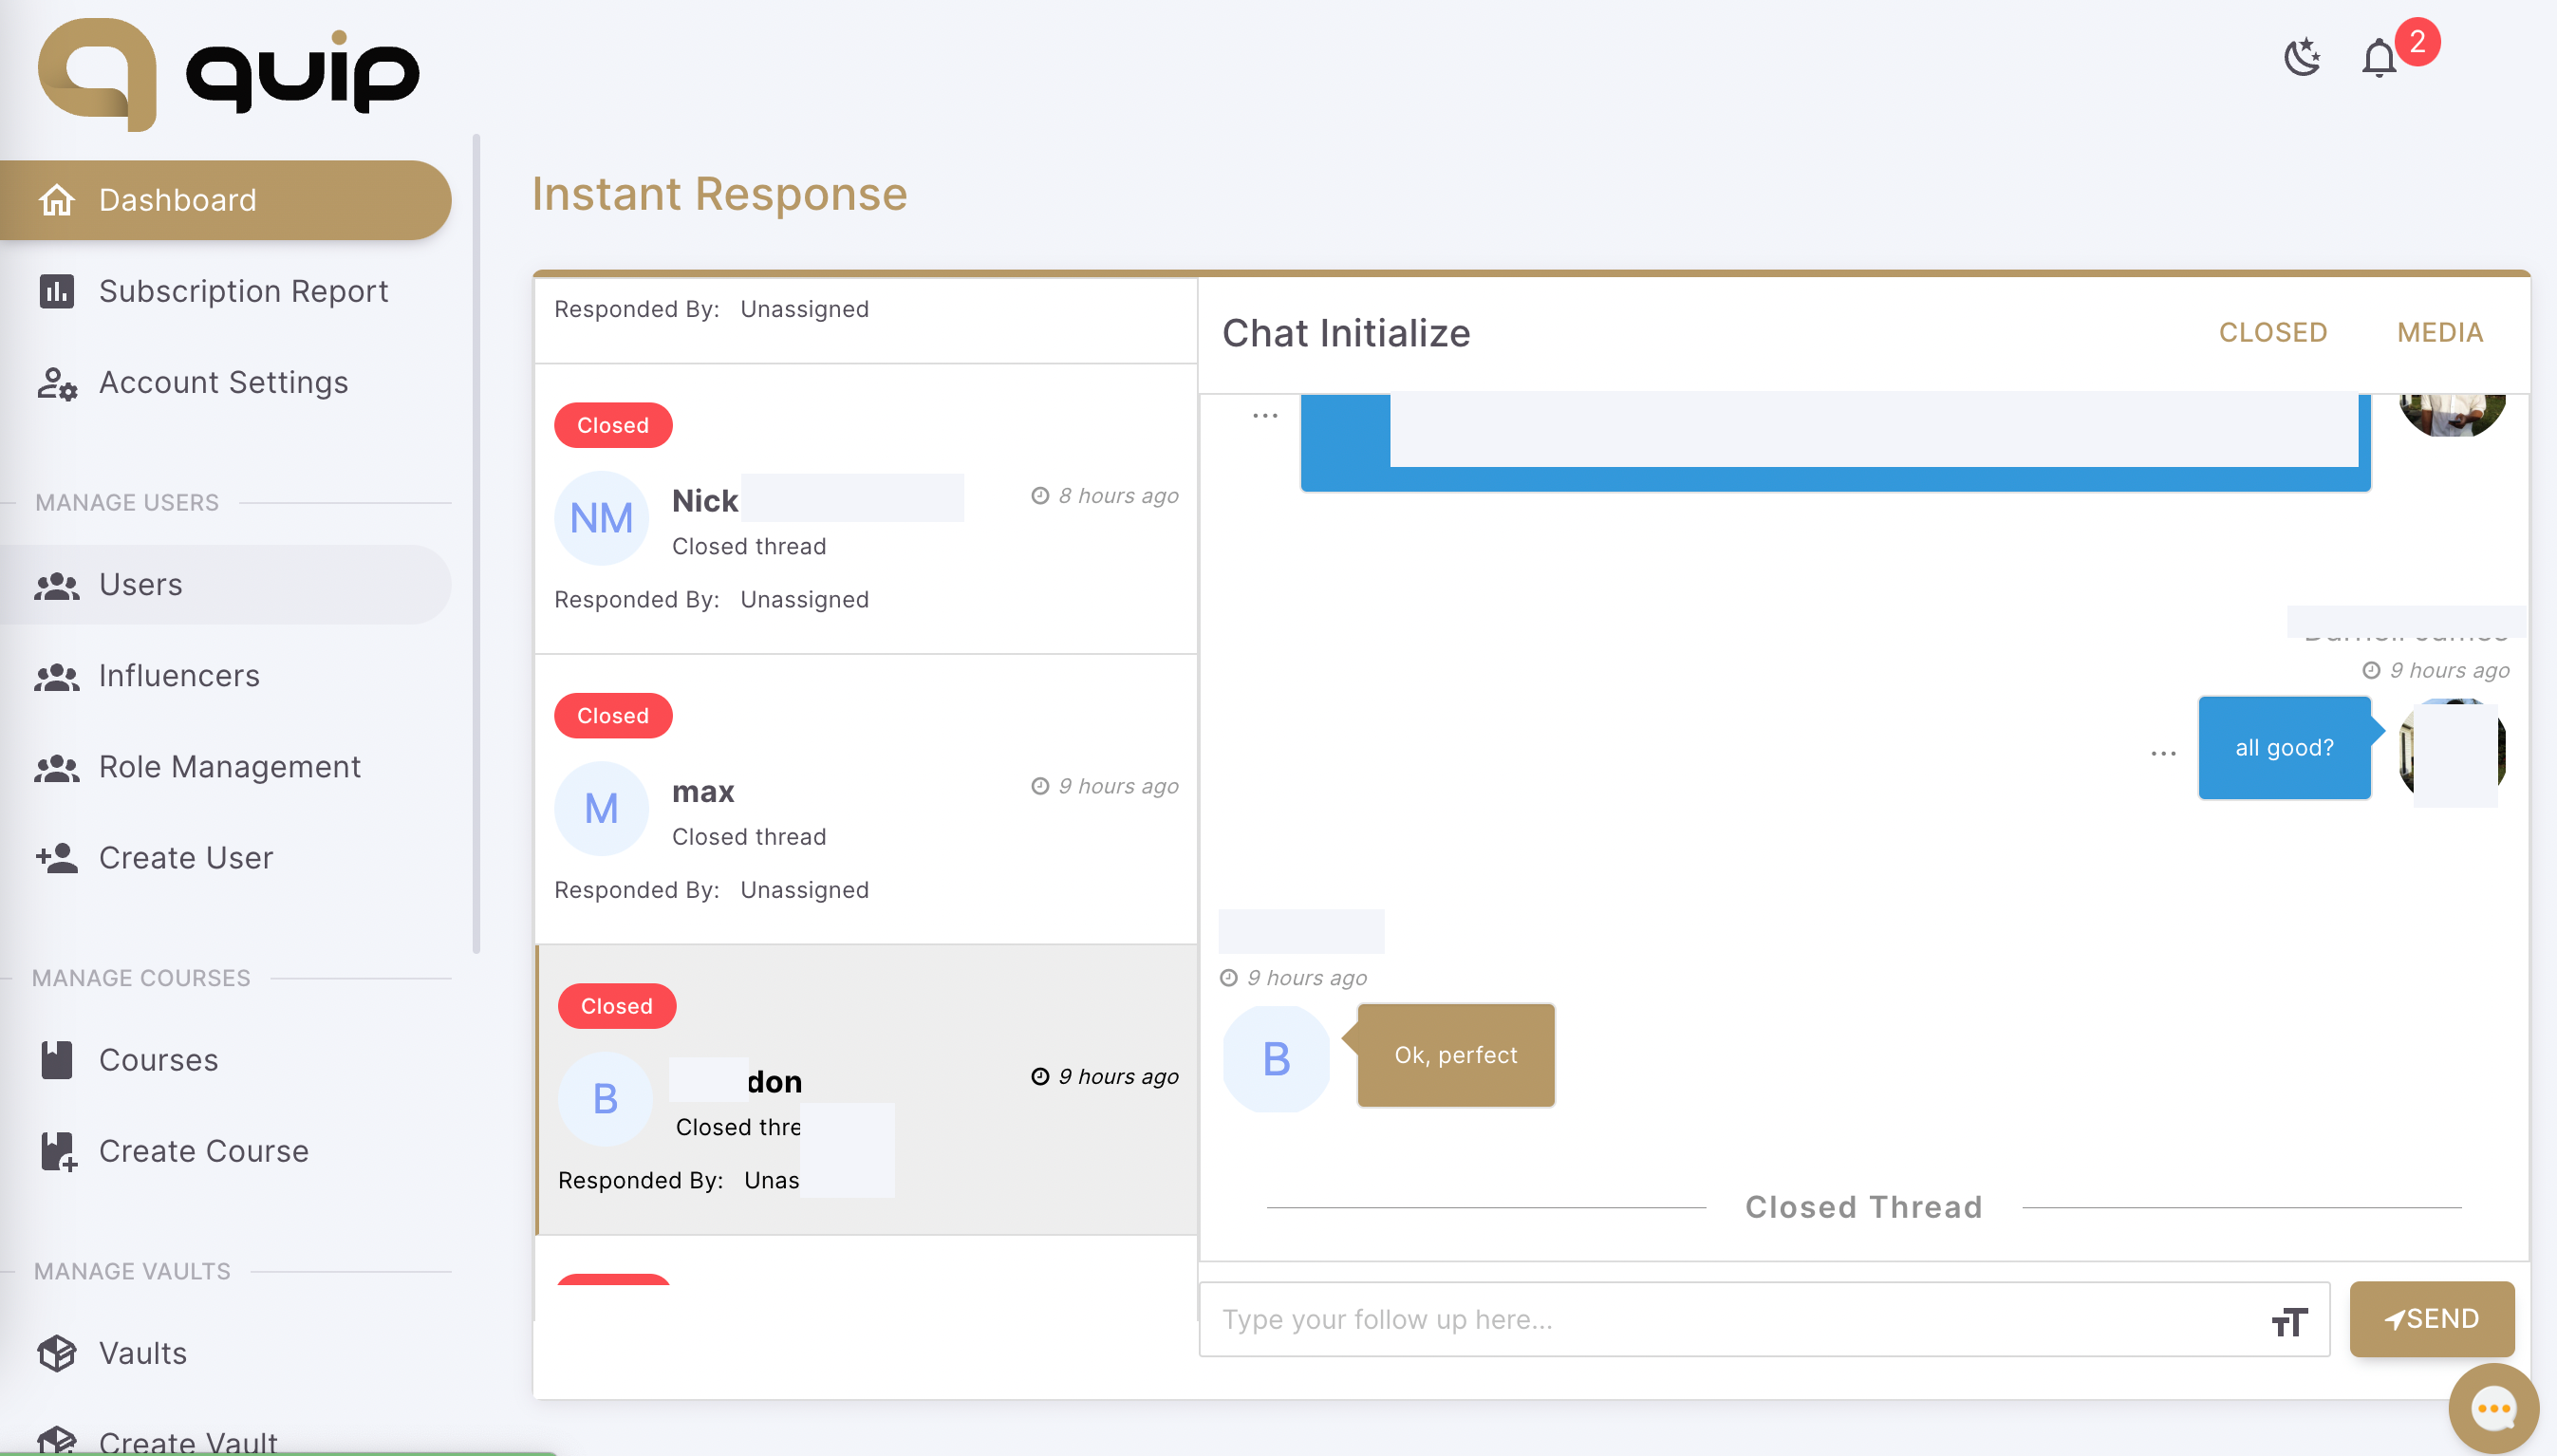 quip
2
Dashboard
Subscription Report
Account Settings
MANAGE USERS
Users
Influencers
Role Management
Create User
MANAGE COURSES
Courses
Create Course
MANAGE VAULTS
Vaults
Create Vault
Instant Response
Responded By: Unassigned
Closed
NM
Nick
8 hours ago
Closed thread
Responded By: Unassigned
Closed
M
max
9 hours ago
Closed thread
Responded By: Unassigned
Closed
B
don
9 hours ago
Closed thre
Responded By: Unas
Chat Initialize
CLOSED
MEDIA
...
9 hours ago
...
all good?
9 hours ago
B
Ok, perfect
Closed Thread
Type your follow up here...
TT
SEND